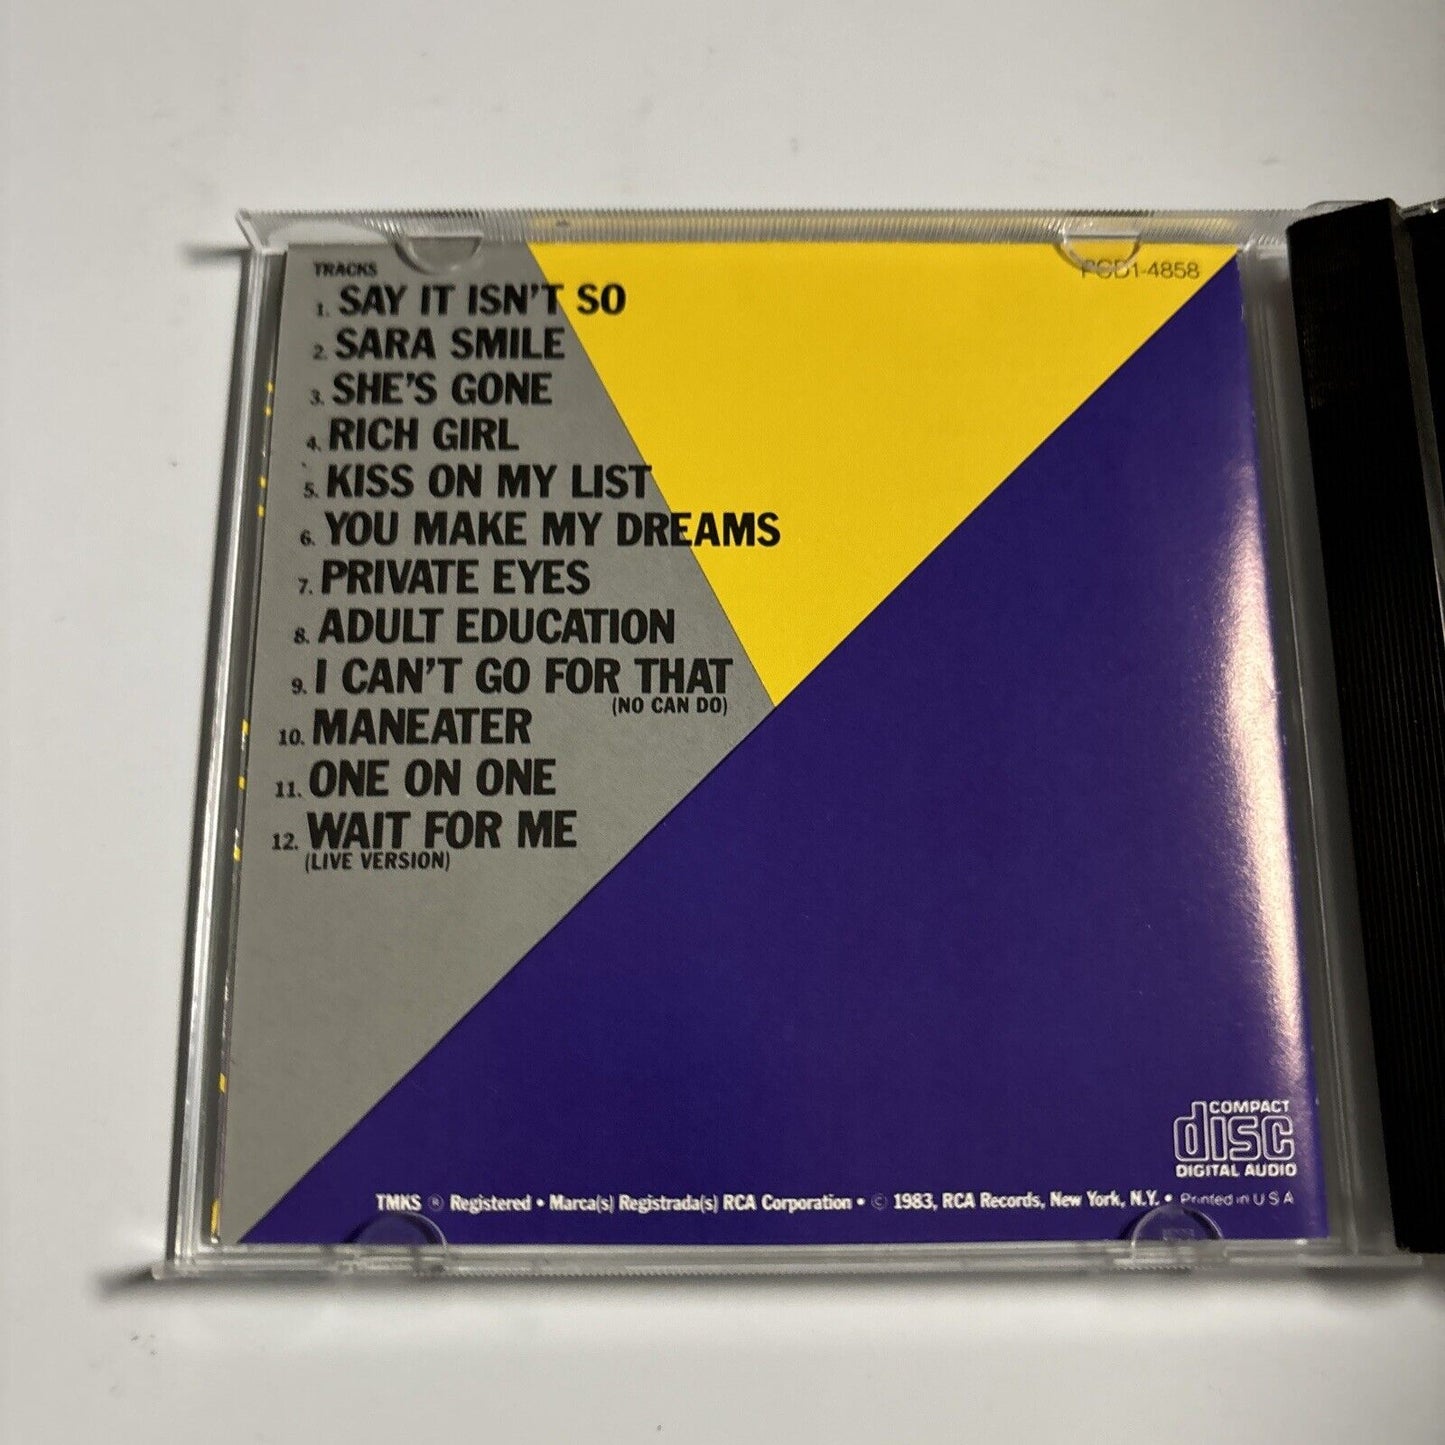 TRACKS
PCD1-4858
1. SAY IT ISN'T SO
2. SARA SMILE
3. SHE'S GONE
4. RICH GIRL
5. KISS ON MY LIST
6. YOU MAKE MY DREAMS
7. PRIVATE EYES
8. ADULT EDUCATION
9. I CAN'T GO FOR THAT
(NO CAN DO)
10. MANEATER
11. ONE ON ONE
12. WAIT FOR ME
(LIVE VERSION)
COMPACT
disc
DIGITAL AUDIO
TMKS ® Registered • Marca(s) Registrada(s) RCA Corporation • © 1983, RCA Records, New York, N.Y. • Printed in U S A